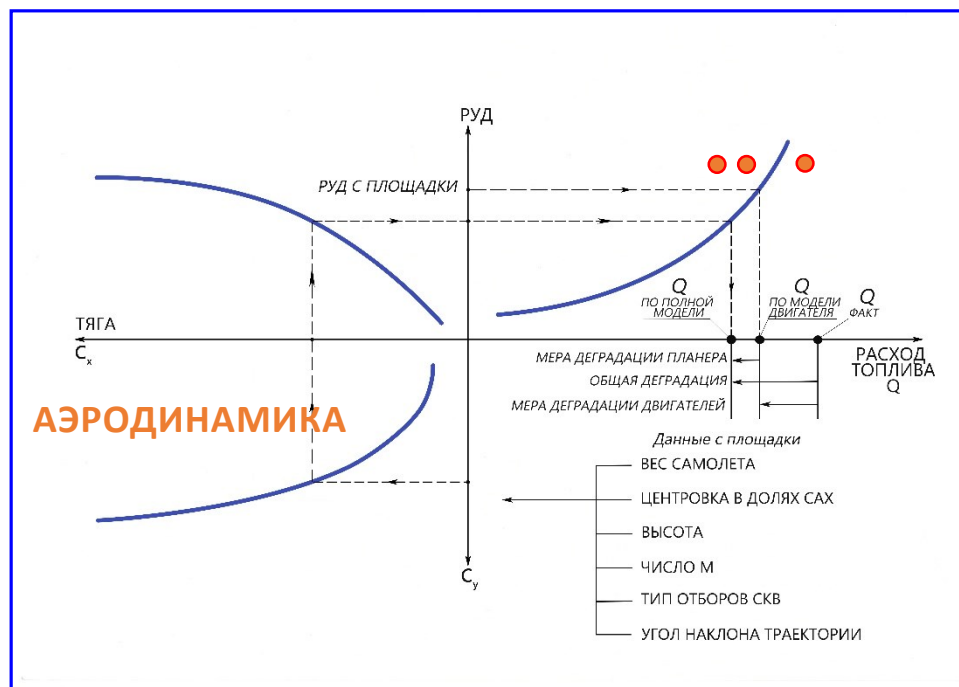 РУД
РУД С ПЛОЩАДКИ
Q
ПО ПОЛНОЙ
МОДЕЛИ
Q
ПО МОДЕЛИ
ДВИГАТЕЛЯ
Q
ФАКТ
ТЯГА
Cx
РАСХОД
ТОПЛИВА
Q
МЕРА ДЕГРАДАЦИИ ПЛАНЕРА
ОБЩАЯ ДЕГРАДАЦИЯ
МЕРА ДЕГРАДАЦИИ ДВИГАТЕЛЕЙ
АЭРОДИНАМИКА
Данные с площадки
ВЕС САМОЛЕТА
ЦЕНТРОВКА В ДОЛЯХ САХ
ВЫСОТА
ЧИСЛО М
Cy
ТИП ОТБОРОВ СКВ
УГОЛ НАКЛОНА ТРАЕКТОРИИ